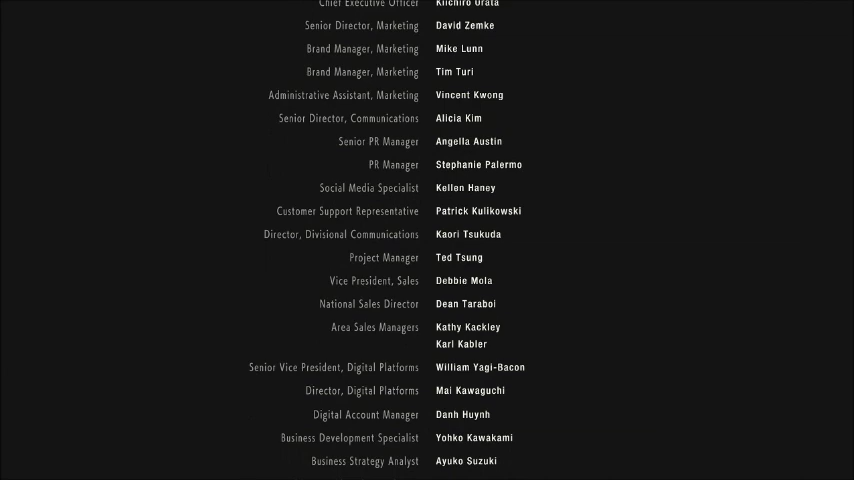 Chief Executive Officer Kiichiro Urata
Senior Director, Marketing David Zemke
Brand Manager, Marketing Mike Lunn
Brand Manager, Marketing Tim Turi
Administrative Assistant, Marketing Vincent Kwong
Senior Director, Communications Alicia Kim
Senior PR Manager Angella Austin
PR Manager Stephanie Palermo
Social Media Specialist Kellen Haney
Customer Support Representative Patrick Kulikowski
Director, Divisional Communications Kaori Tsukuda
Project Manager Ted Tsung
Vice President, Sales Debbie Mola
National Sales Director Dean Taraboi
Area Sales Managers Kathy Kackley
Karl Kabler
Senior Vice President, Digital Platforms William Yagi-Bacon
Director, Digital Platforms Mai Kawaguchi
Digital Account Manager Danh Huynh
Business Development Specialist Yohko Kawakami
Business Strategy Analyst Ayuko Suzuki